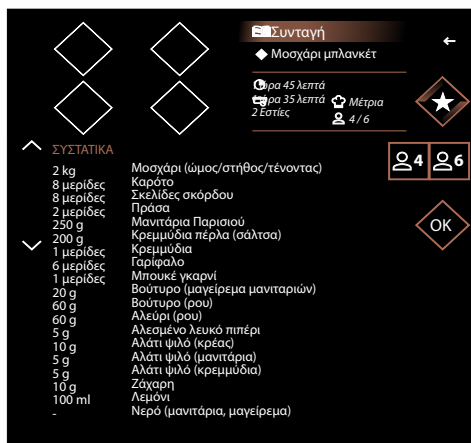 Συνταγή
Μοσχάρι μπλανκέτ
45 λεπτά
35 λεπτά Μέτρια
2 Εστίες 4 / 6
ΣΥΣΤΑΤΙΚΑ
4 6
2 kg Μοσχάρι (ώμος/στήθος/τένοντας)
8 μερίδες Καρότο
8 μερίδες Σκελίδες σκόρδου
2 μερίδες Πράσα
250 g Μανιτάρια Παρισιού
200 g Κρεμμύδια πέρλα (σάλτσα)
1 μερίδες Κρεμμύδια
6 μερίδες Γαρίφαλο
1 μερίδες Μπουκέ γκαρνί
20 g Βούτυρο (μαγείρεμα μανιταριών)
60 g Βούτυρο (ρου)
60 g Αλεύρι (ρου)
5 g Αλεσμένο λευκό πιπέρι
10 g Αλάτι ψιλό (κρέας)
5 g Αλάτι ψιλό (μανιτάρια)
5 g Αλάτι ψιλό (κρεμμύδια)
10 g Ζάχαρη
100 ml Λεμόνι
- Νερό (μανιτάρια, μαγείρεμα)
OK